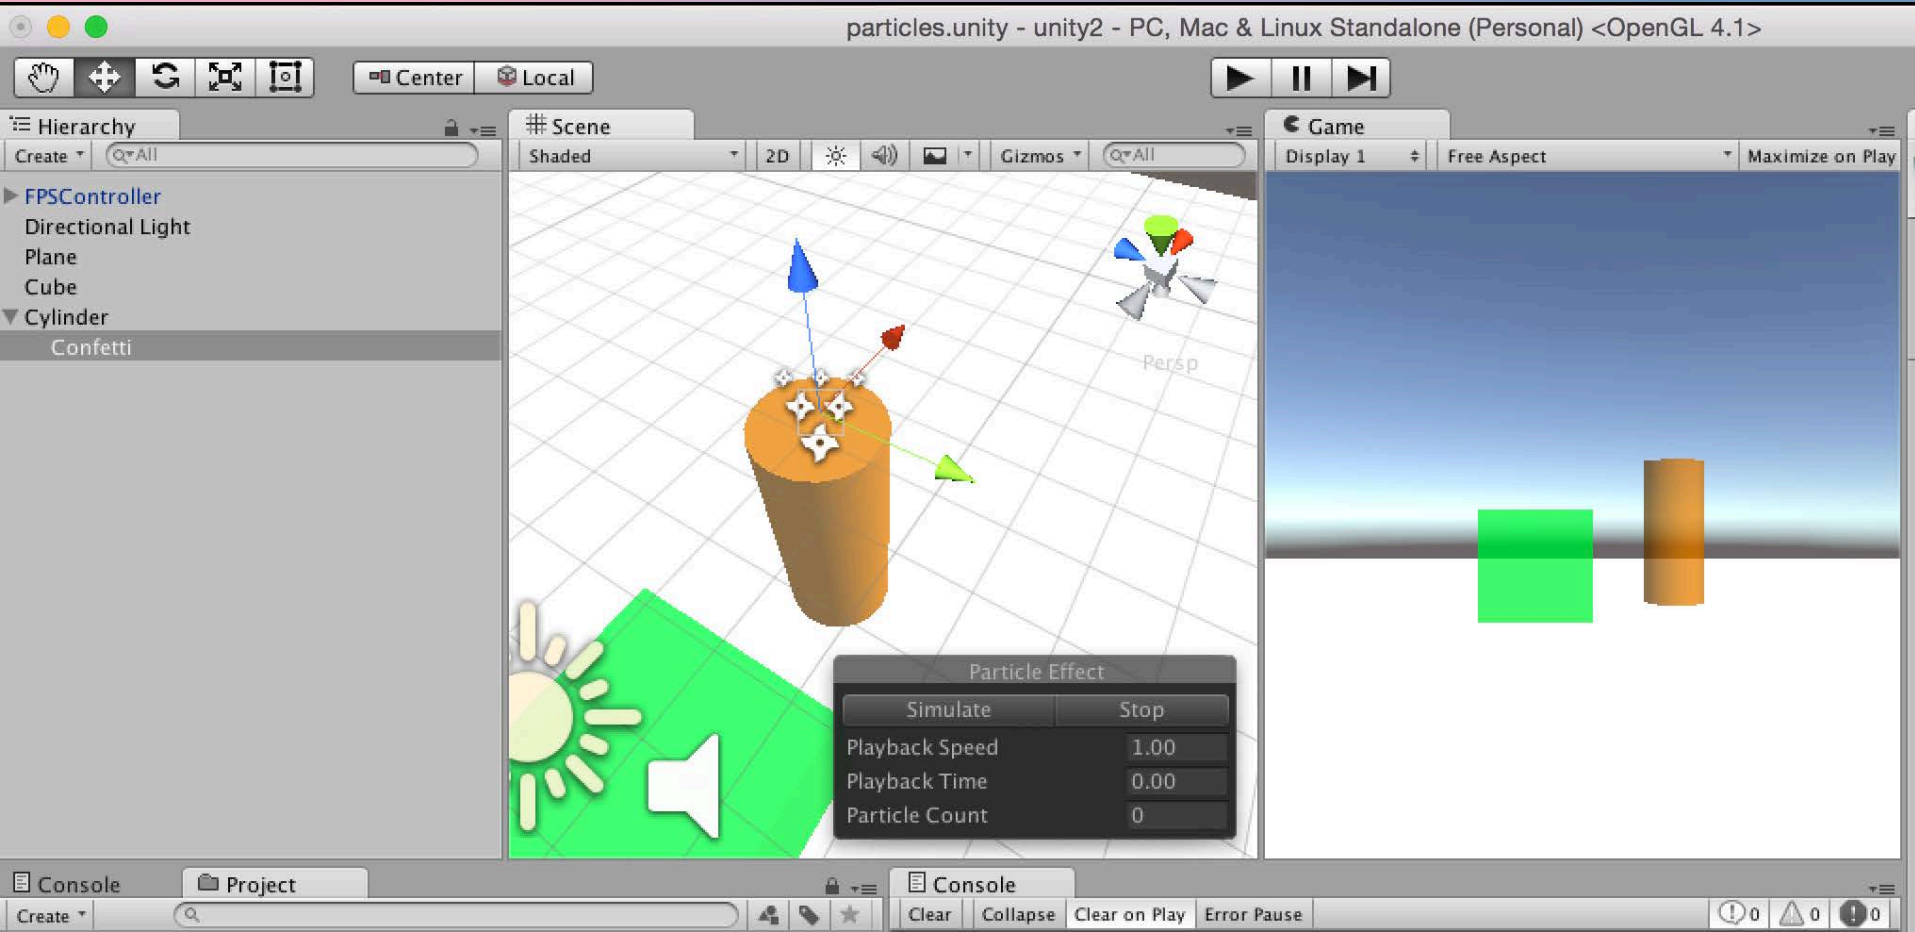 particles.unity - unity2 - PC, Mac & Linux Standalone (Personal) <OpenGL 4.1>
Center Local
Hierarchy
Create All
FPSController
Directional Light
Plane
Cube
Cylinder
Confetti
Scene
Shaded 2D Gizmos All
Persp
Particle Effect
Simulate Stop
Playback Speed 1.00
Playback Time 0.00
Particle Count 0
Game
Display 1 Free Aspect Maximize on Play
Console Project
Create
Console
Clear Collapse Clear on Play Error Pause 0 0 0